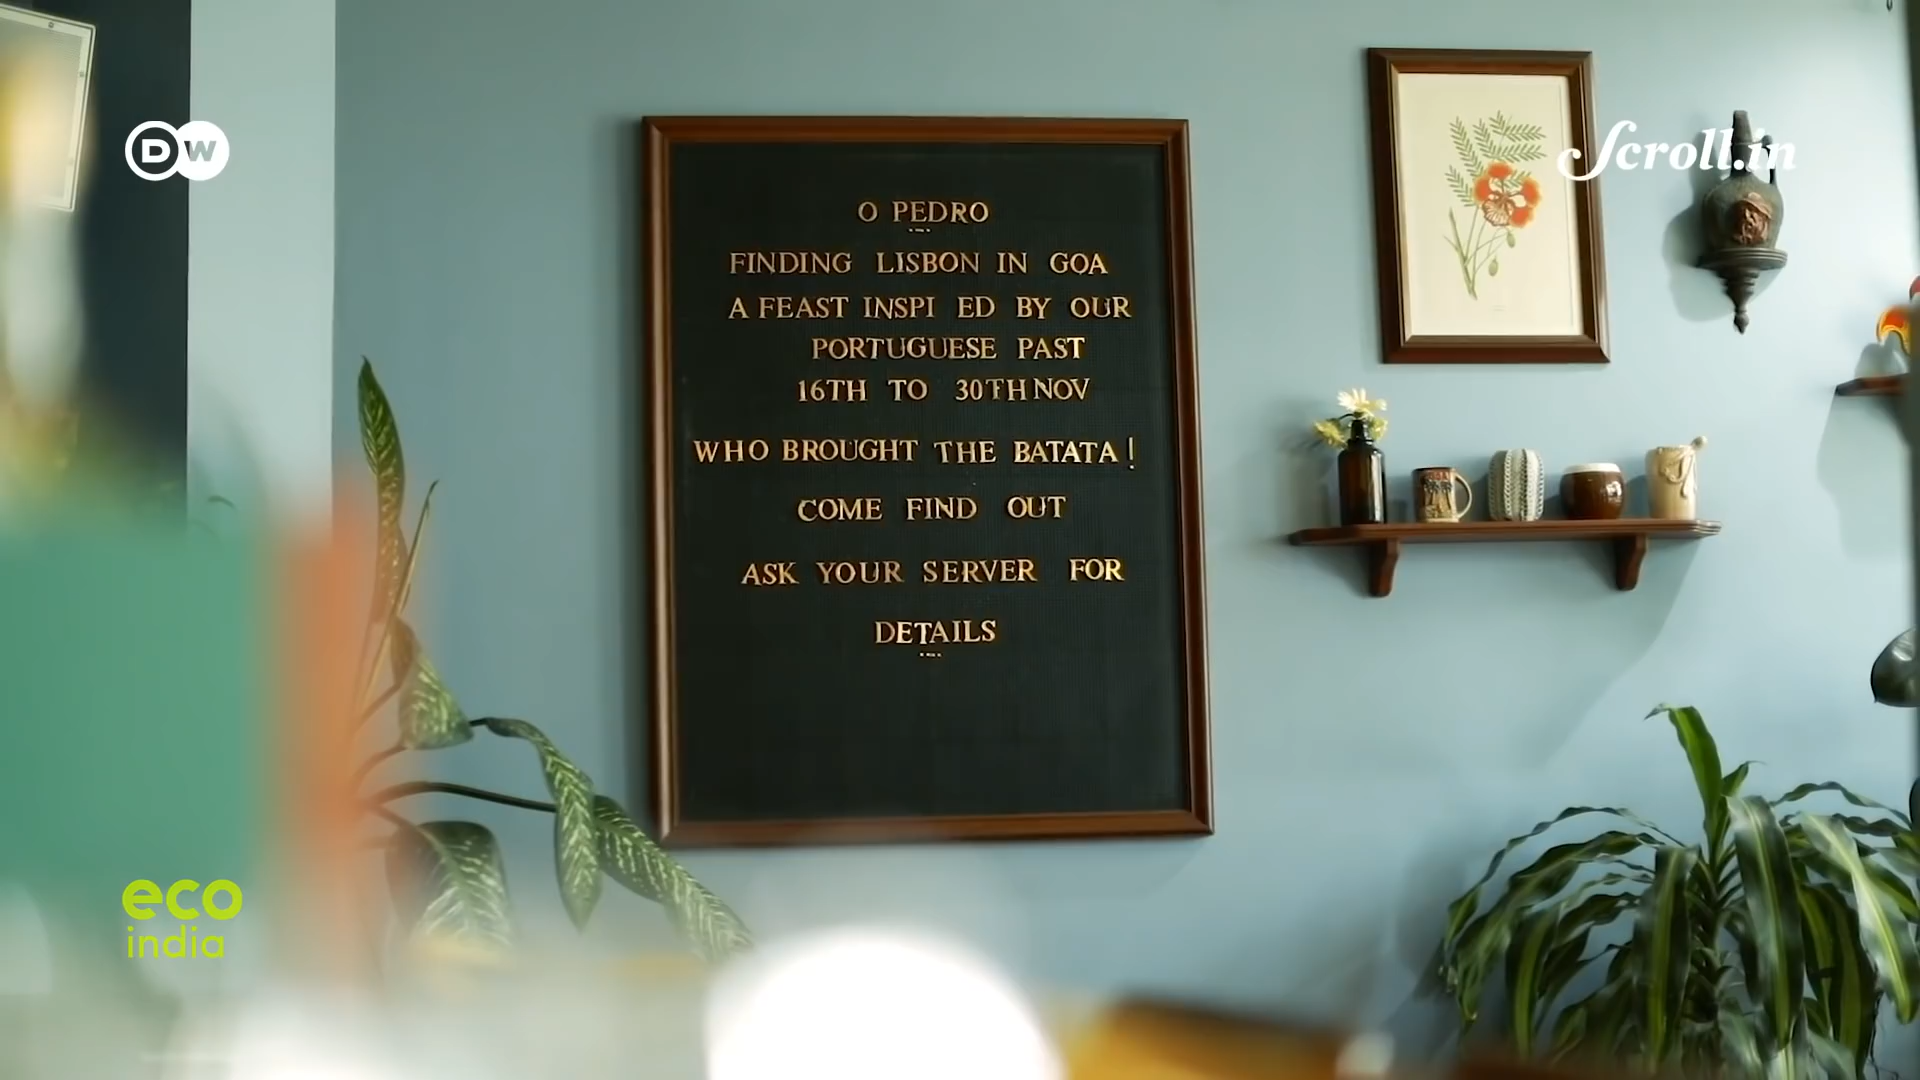 DW
Scroll.in
O PEDRO
FINDING LISBON IN GOA
A FEAST INSPI ED BY OUR
PORTUGUESE PAST
16TH TO 30TH NOV
WHO BROUGHT THE BATATA!
COME FIND OUT
ASK YOUR SERVER FOR
DETAILS
eco
india